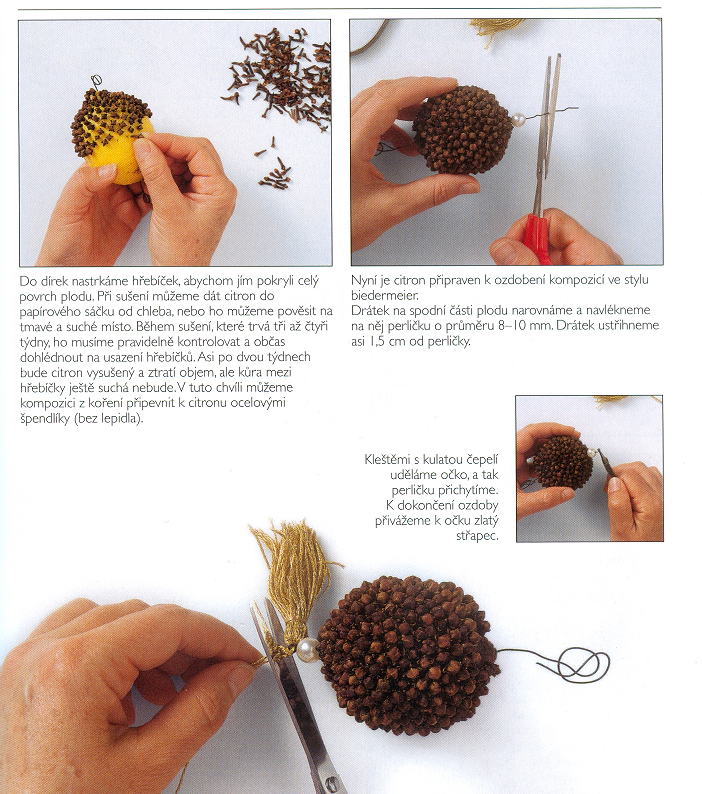 Do dírek nastrkáme hřebíček, abychom jím pokryli celý
povrch plodu. Při sušení můžeme dát citron do
papírového sáčku od chleba, nebo ho můžeme pověsit na
tmavé a suché místo. Během sušení, které trvá tři až čtyři
týdny, ho musíme pravidelně kontrolovat a občas
dohlédnout na usazení hřebíčků. Asi po dvou týdnech
bude citron vysušený a ztratí objem, ale kůra mezi
hřebíčky ještě suchá nebude. V tuto chvíli můžeme
kompozici z koření připevnit k citronu ocelovými
špendlíky (bez lepidla).
Nyní je citron připraven k ozdobení kompozicí ve stylu
biedermeier.
Drátek na spodní části plodu narovnáme a navlékneme
na něj perličku o průměru 8–10 mm. Drátek ustřihneme
asi 1,5 cm od perličky.
Kleštěmi s kulatou čepelí
uděláme očko, a tak
perličku přichytíme.
K dokončení ozdoby
přivážeme k očku zlatý
střapec.